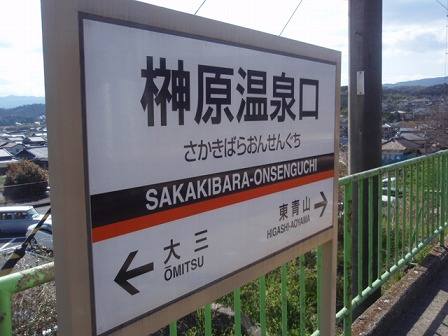 榊原温泉口
さかきばらおんせんぐち
SAKAKIBARA-ONSENGUCHI
← 大三
ŌMITSU
東青山 →
HIGASHI-AOYAMA